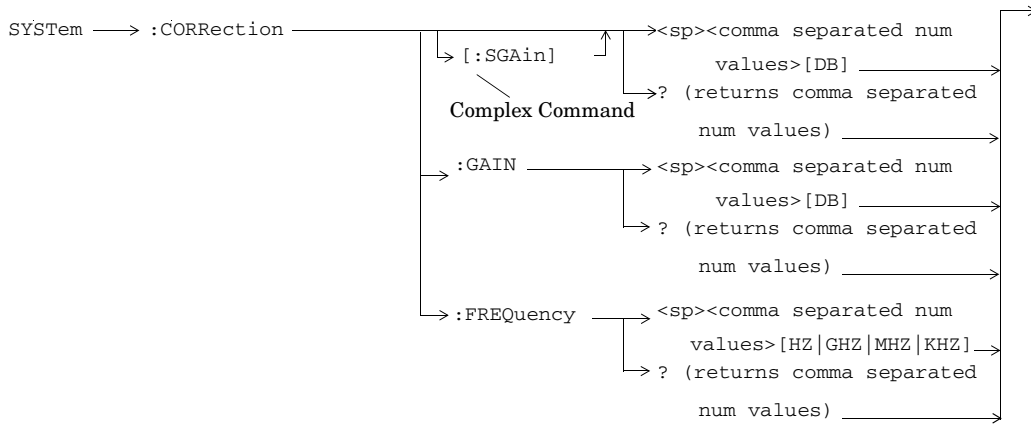 SYSTem :CORRection <sp><comma separated num
[:SGAin] values>[DB]
? (returns comma separated
Complex Command
num values)
:GAIN <sp><comma separated num
values>[DB]
? (returns comma separated
num values)
:FREQuency <sp><comma separated num
values>[HZ|GHZ|MHZ|KHZ]
? (returns comma separated
num values)